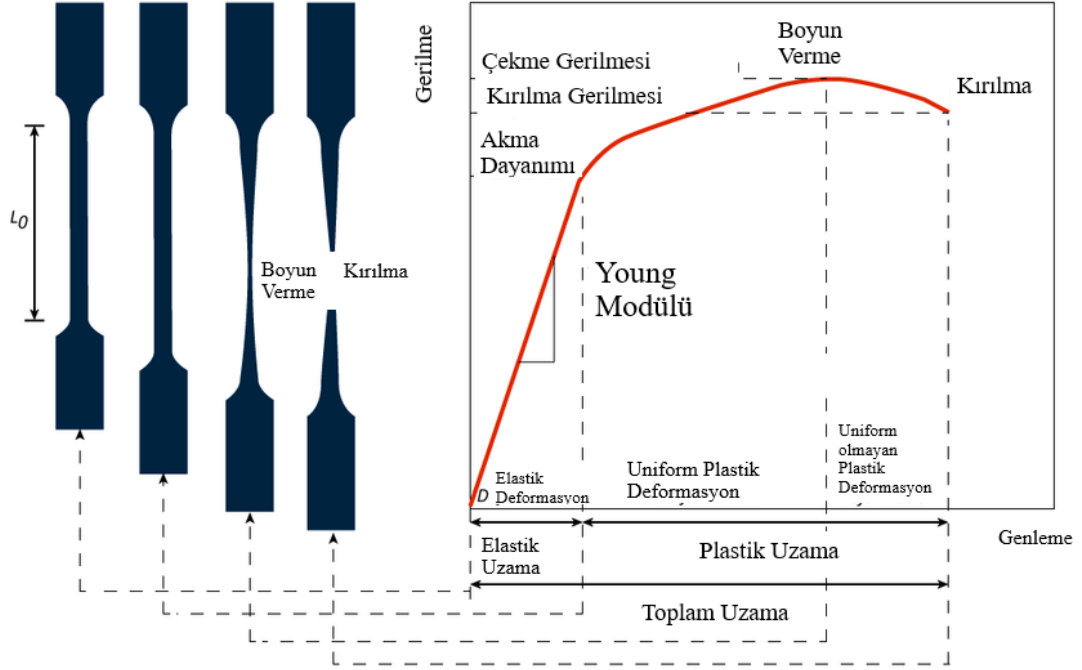 L0
Boyun
Verme
Kırılma
Gerilme
Çekme Gerilmesi
Kırılma Gerilmesi
Akma
Dayanımı
Boyun
Verme
Kırılma
Young
Modülü
D
Elastik
Deformasyon
Uniform Plastik
Deformasyon
Uniform
olmayan
Plastik
Deformasyon
Elastik
Uzama
Plastik Uzama
Genleme
Toplam Uzama